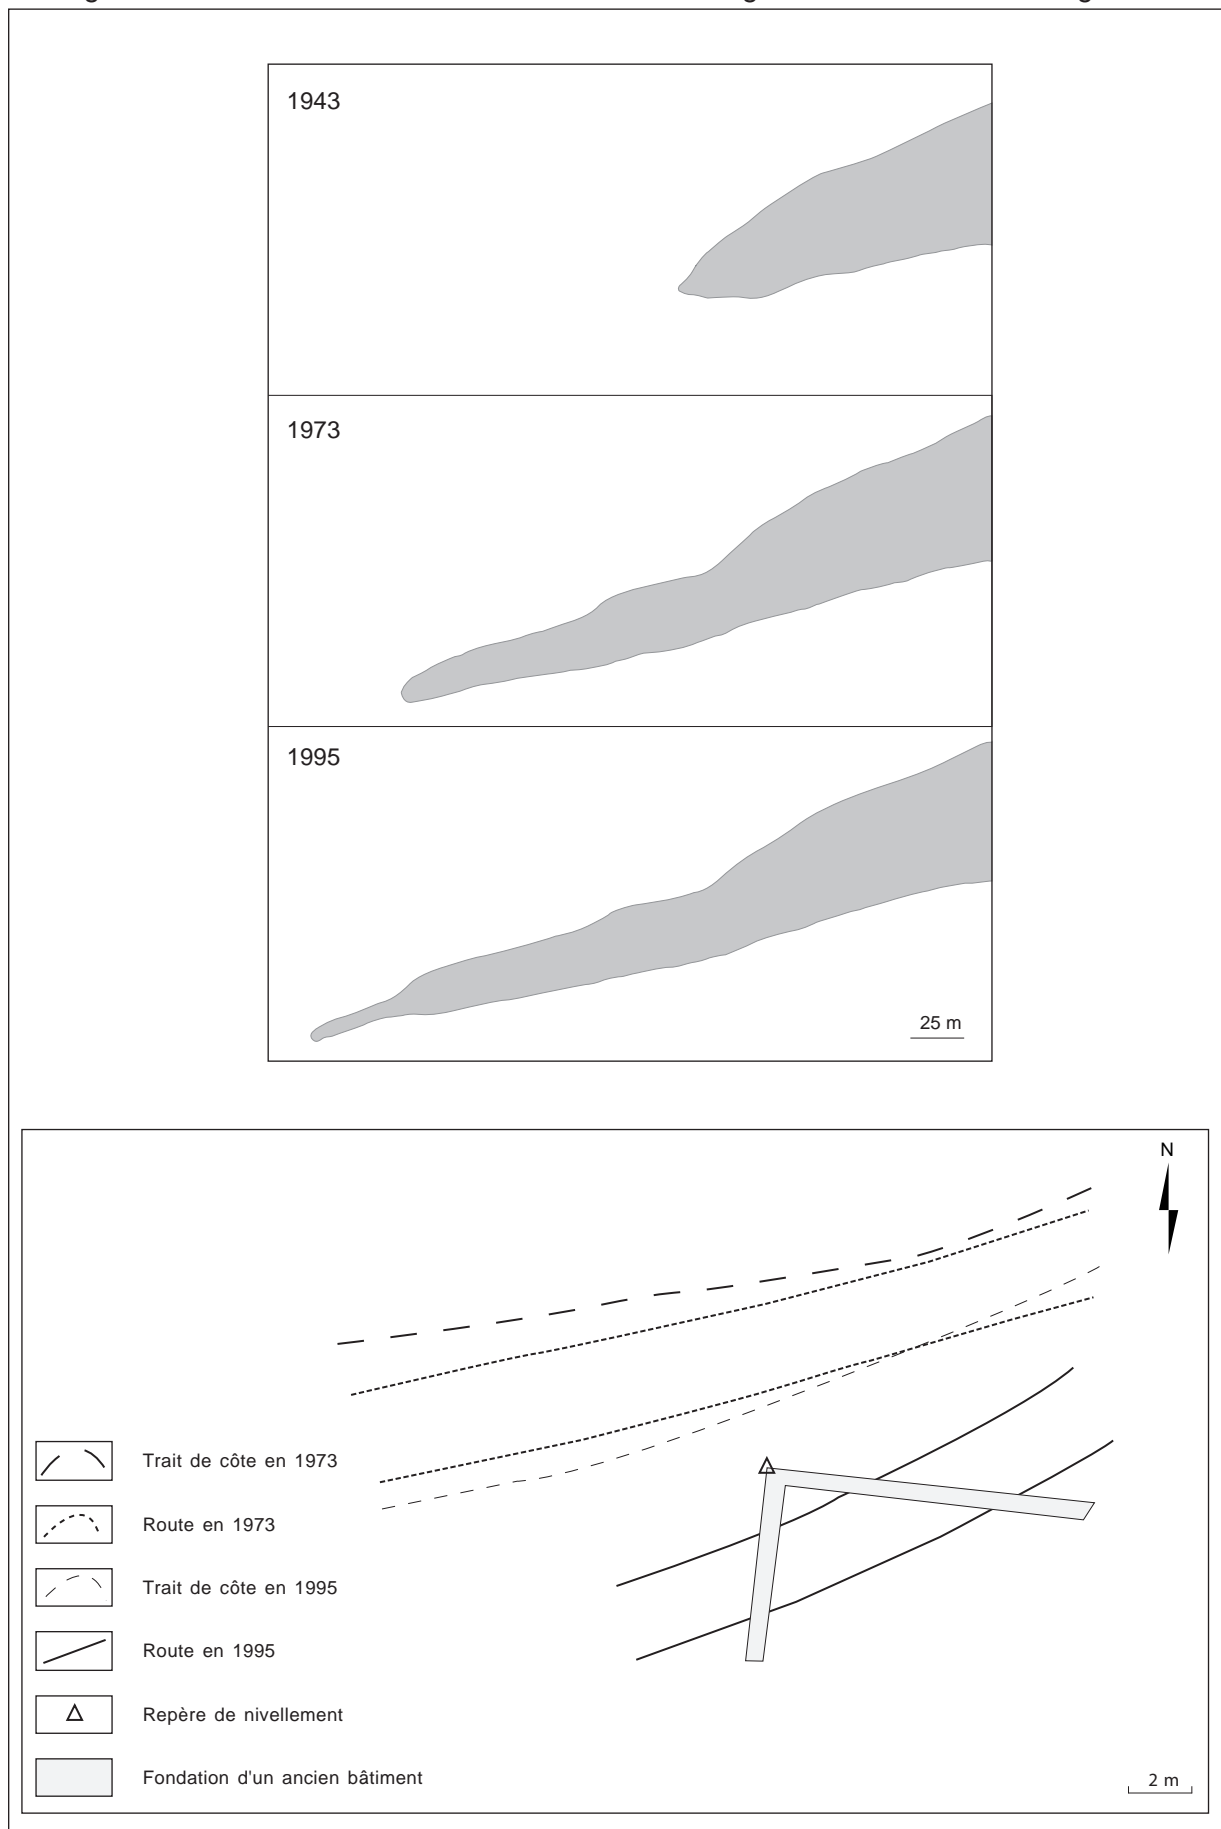 1943
1973
1995
25 m
N
Trait de côte en 1973
Route en 1973
Trait de côte en 1995
Route en 1995
Repère de nivellement
Fondation d'un ancien bâtiment
2 m